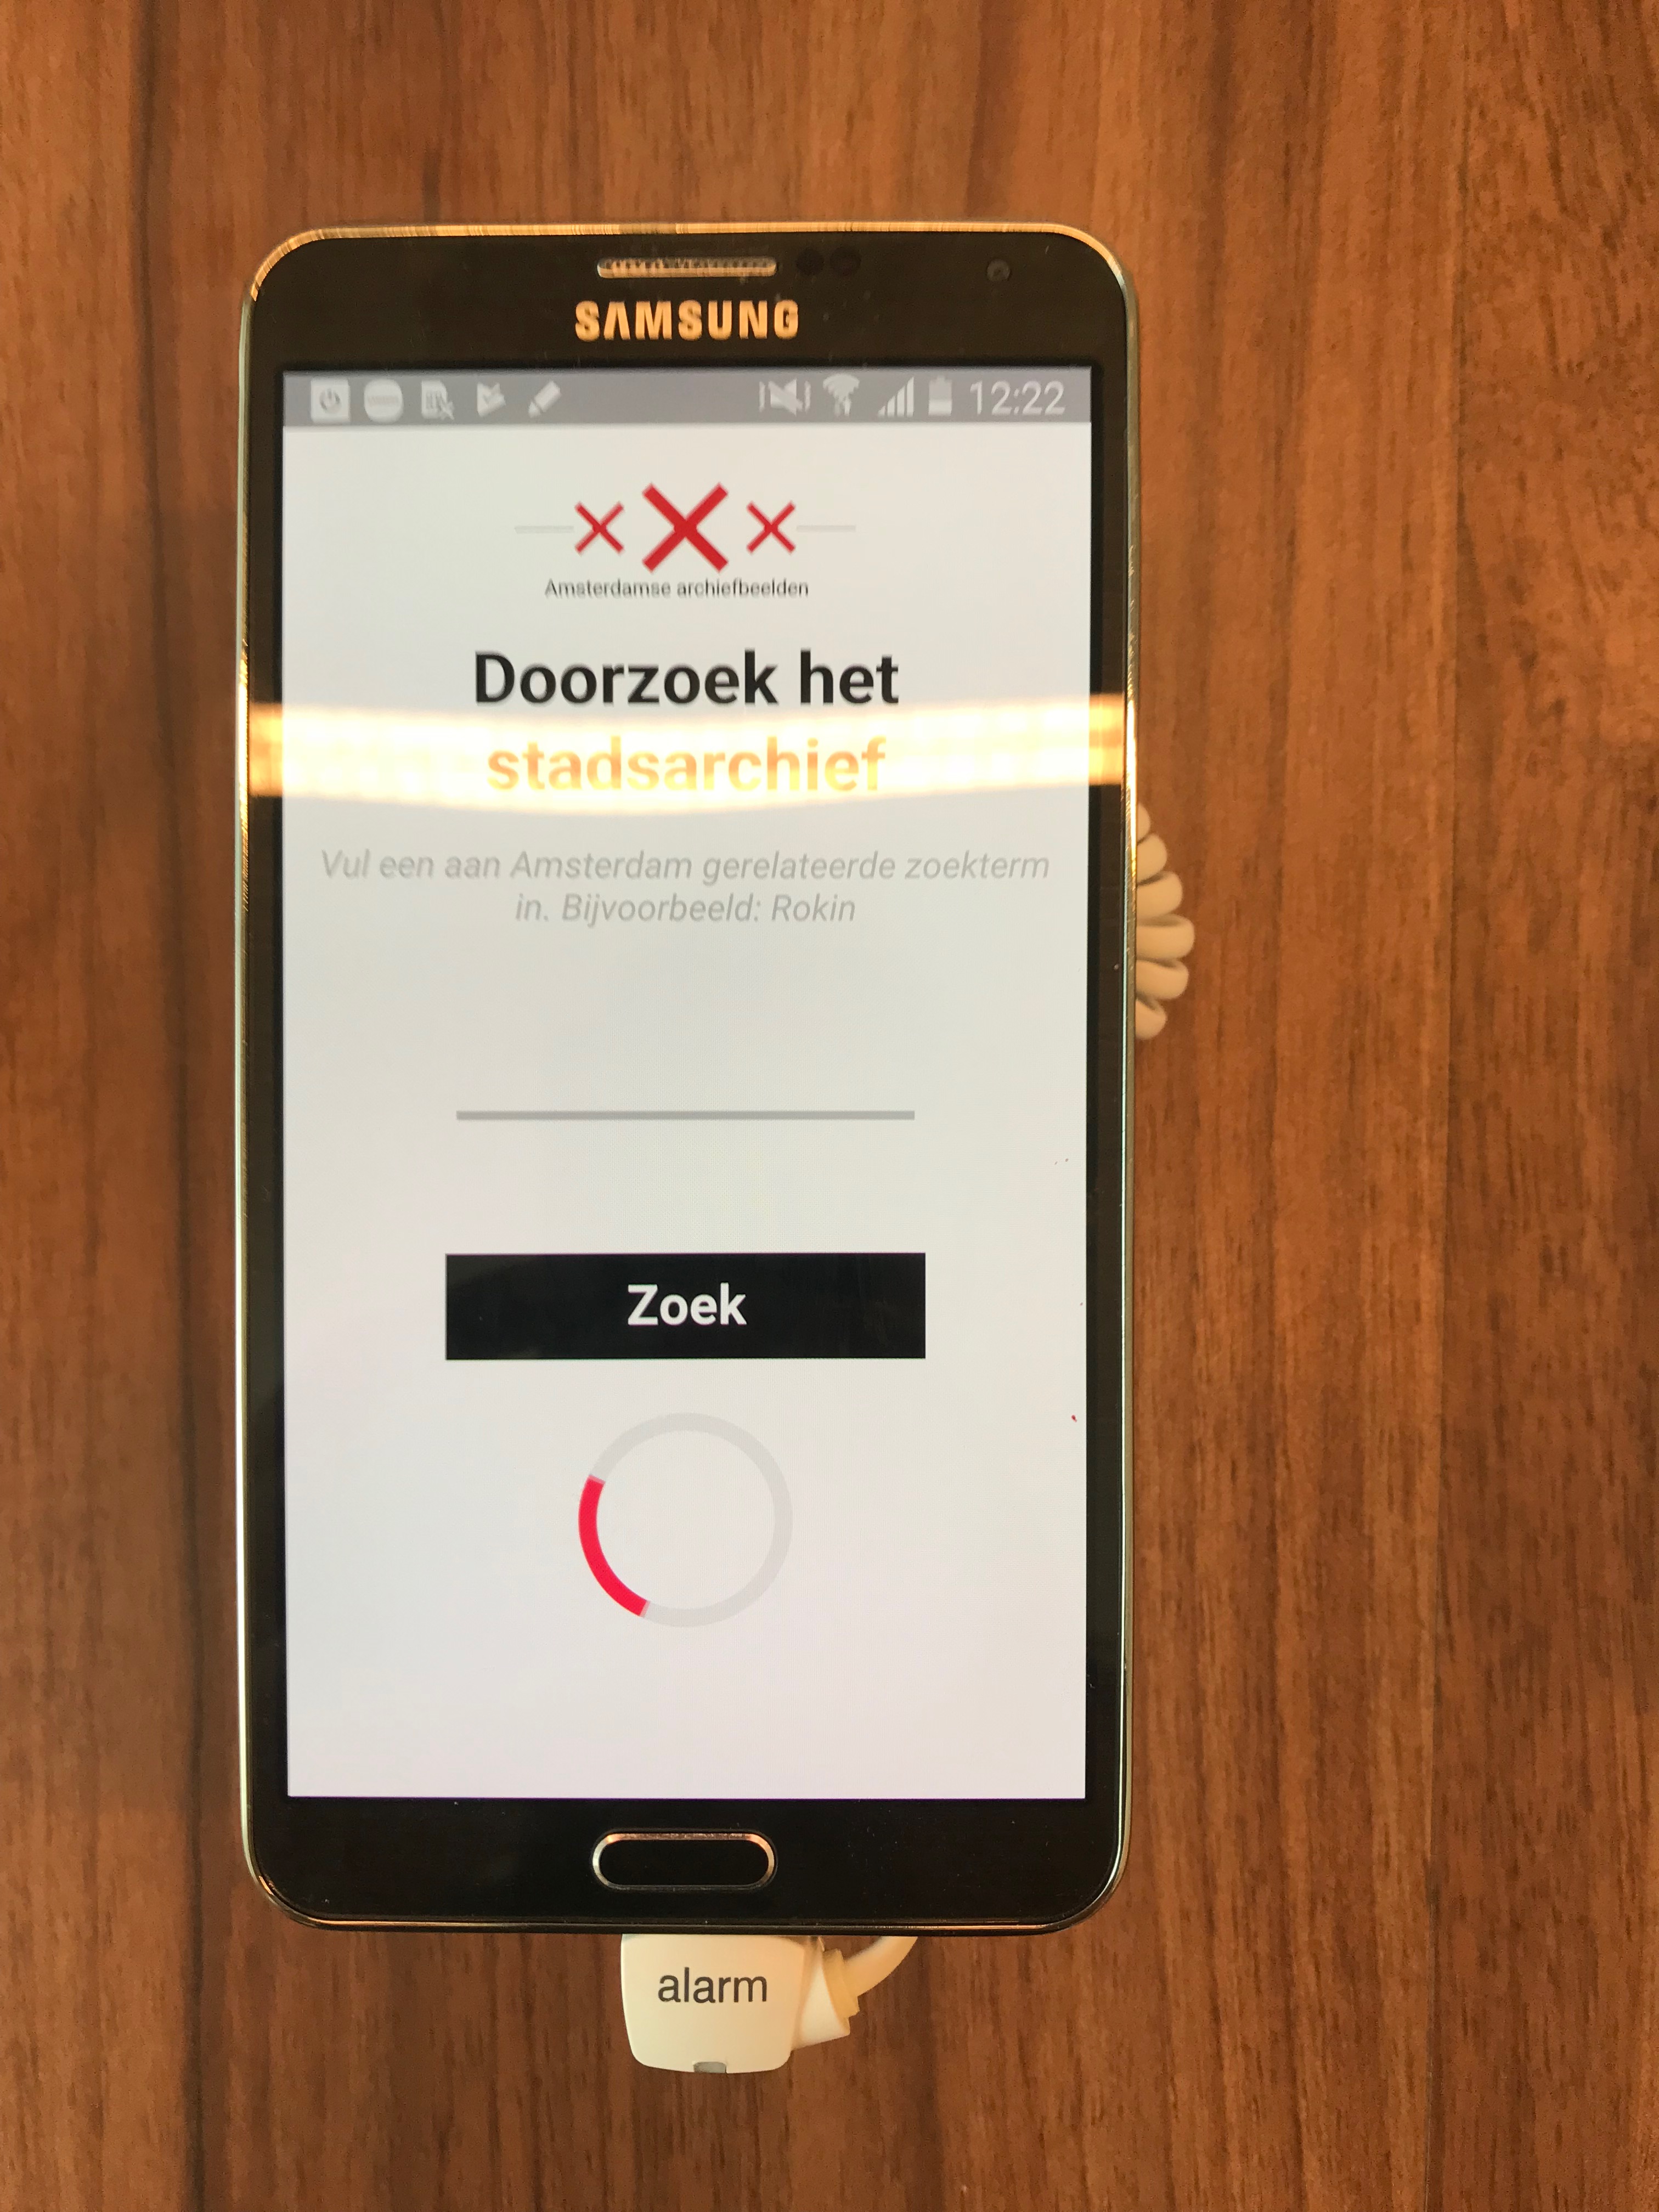 SAMSUNG
12:22
Amsterdamse archiefbeelden
Doorzoek het
stadsarchief
Vul een aan Amsterdam gerelateerde zoekterm
in. Bijvoorbeeld: Rokin
Zoek
alarm